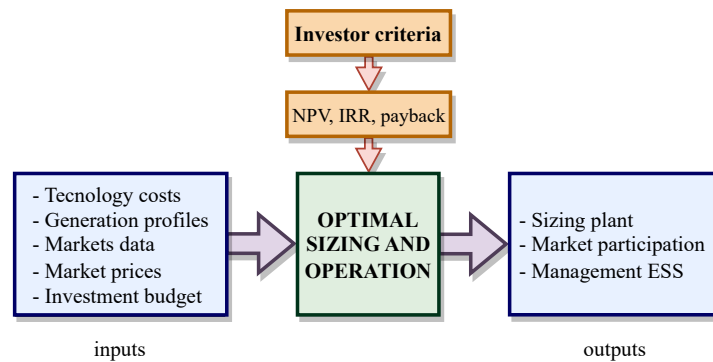 Investor criteria
NPV, IRR, payback
- Tecnology costs
- Generation profiles
- Markets data
- Market prices
- Investment budget
OPTIMAL
SIZING AND
OPERATION
- Sizing plant
- Market participation
- Management ESS
inputs
outputs